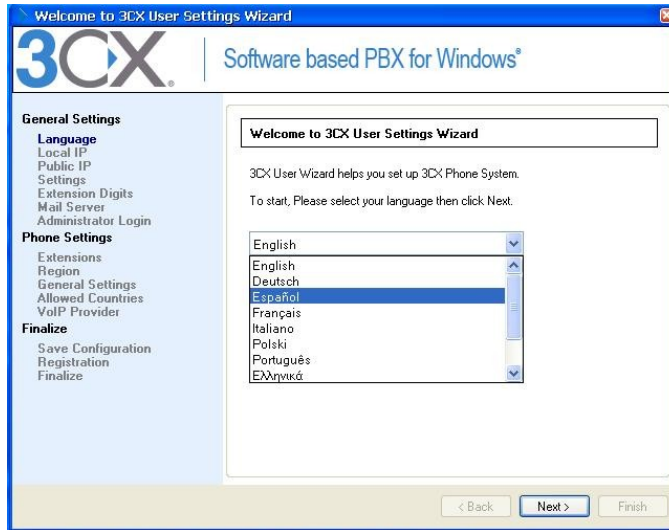 Welcome to 3CX User Settings Wizard
3CX®
Software based PBX for Windows®
General Settings
Language
Local IP
Public IP
Settings
Extension Digits
Mail Server
Administrator Login
Phone Settings
Extensions
Region
General Settings
Allowed Countries
VoIP Provider
Finalize
Save Configuration
Registration
Finalize
Welcome to 3CX User Settings Wizard
3CX User Wizard helps you set up 3CX Phone System.
To start, Please select your language then click Next.
English
English
Deutsch
Español
Français
Italiano
Polski
Português
Ελληνικά
< Back
Next >
Finish